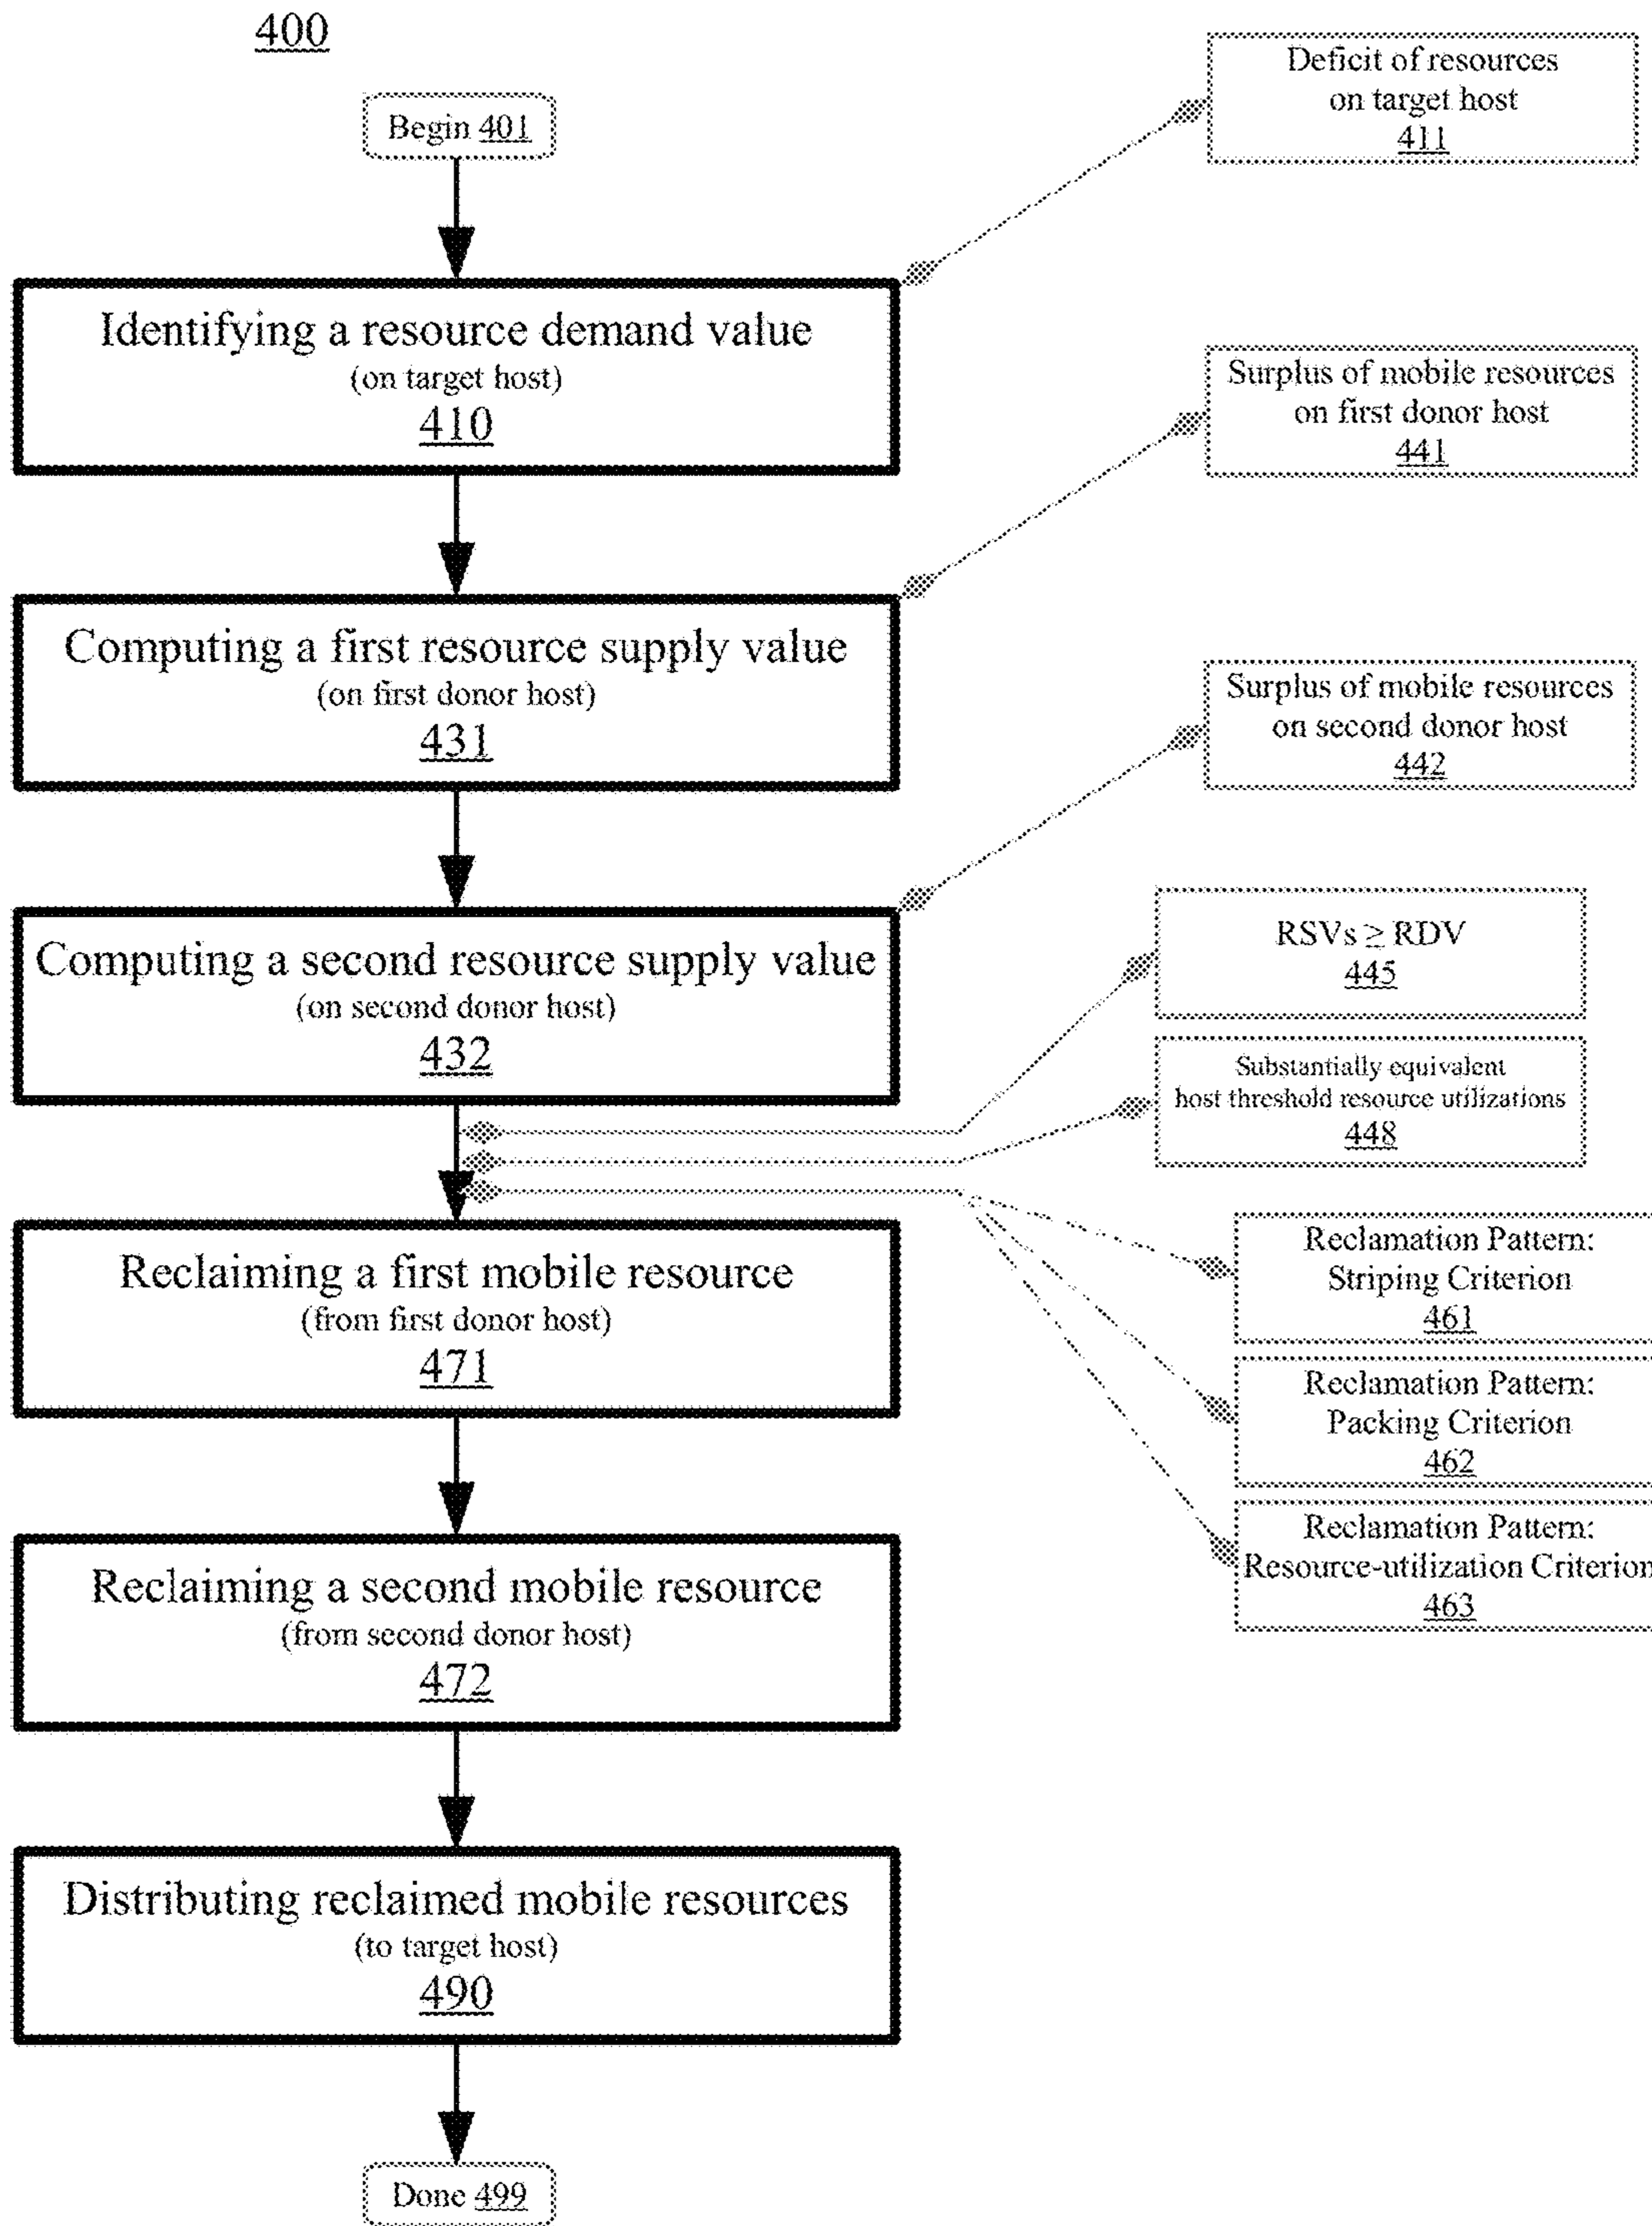 400
Begin 401
Deficit of resources
on target host
411
Identifying a resource demand value
(on target host)
410
Surplus of mobile resources
on first donor host
441
Computing a first resource supply value
(on first donor host)
431
Surplus of mobile resources
on second donor host
442
Computing a second resource supply value
(on second donor host)
432
RSVs ≥ RDV
445
Substantially equivalent
host threshold resource utilizations
448
Reclaiming a first mobile resource
(from first donor host)
471
Reclamation Pattern:
Striping Criterion
461
Reclamation Pattern:
Packing Criterion
462
Reclamation Pattern:
Resource-utilization Criterion
463
Reclaiming a second mobile resource
(from second donor host)
472
Distributing reclaimed mobile resources
(to target host)
490
Done 499